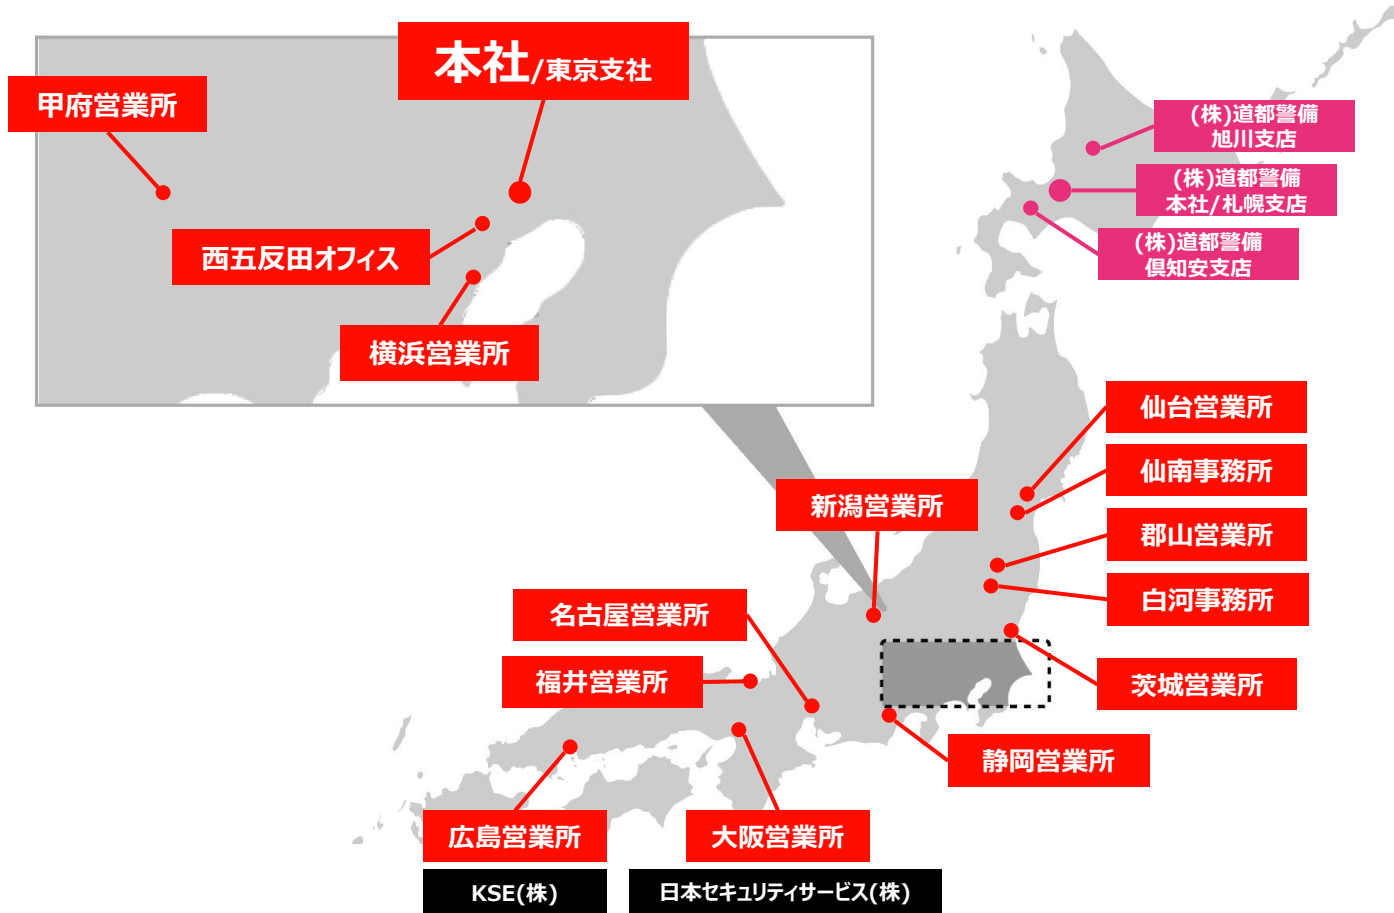 本社/東京支社
甲府営業所
西五反田オフィス
横浜営業所
(株)道都警備
旭川支店
(株)道都警備
本社/札幌支店
(株)道都警備
倶知安支店
仙台営業所
仙南事務所
新潟営業所
郡山営業所
白河事務所
名古屋営業所
福井営業所
茨城営業所
静岡営業所
広島営業所
大阪営業所
KSE(株)
日本セキュリティサービス(株)